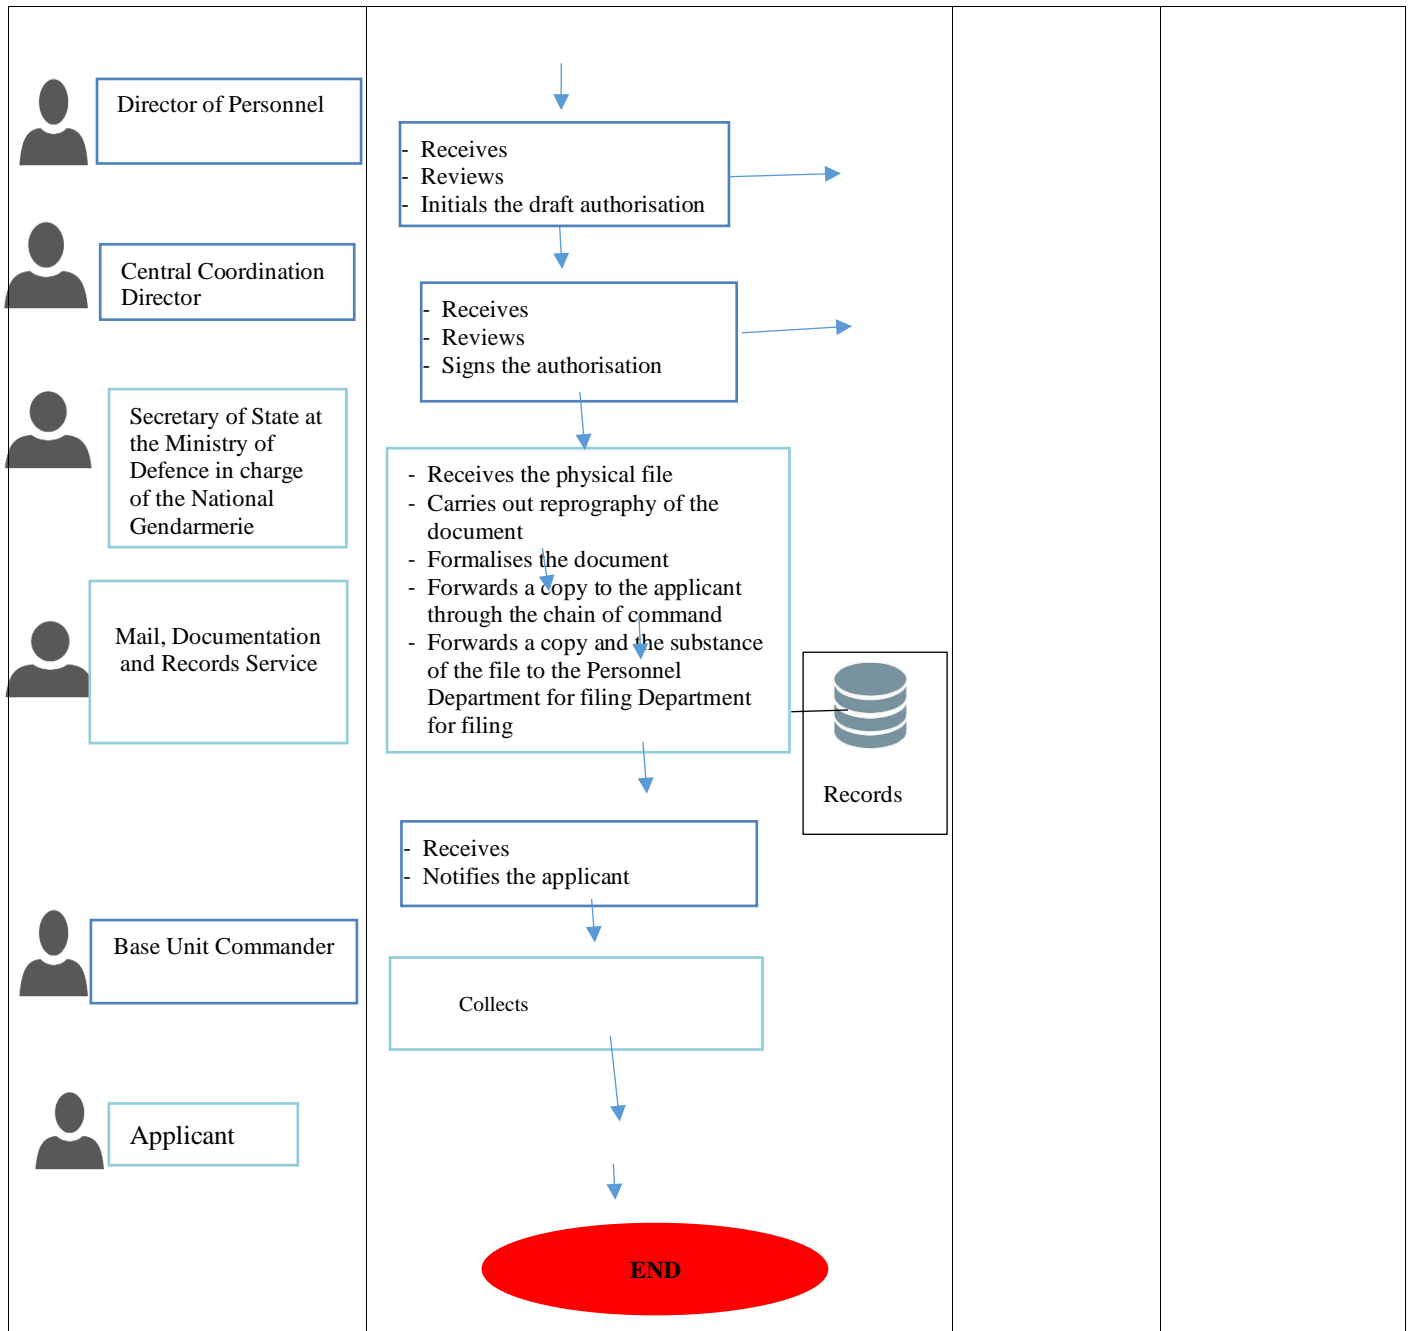 Director of Personnel
- Receives
- Reviews
- Initials the draft authorisation
Central Coordination
Director
- Receives
- Reviews
- Signs the authorisation
Secretary of State at
the Ministry of
Defence in charge
of the National
Gendarmerie
- Receives the physical file
- Carries out reprography of the
document
- Formalises the document
- Forwards a copy to the applicant
through the chain of command
- Forwards a copy and the substance
of the file to the Personnel
Department for filing Department
for filing
Mail, Documentation
and Records Service
Records
- Receives
- Notifies the applicant
Base Unit Commander
Collects
Applicant
END